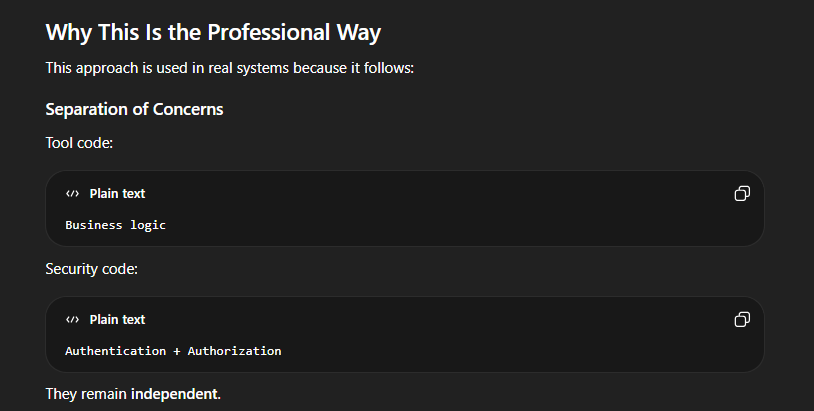 Why This Is the Professional Way
This approach is used in real systems because it follows:
Separation of Concerns
Tool code:
</> Plain text
Business logic
Security code:
</> Plain text
Authentication + Authorization
They remain independent.